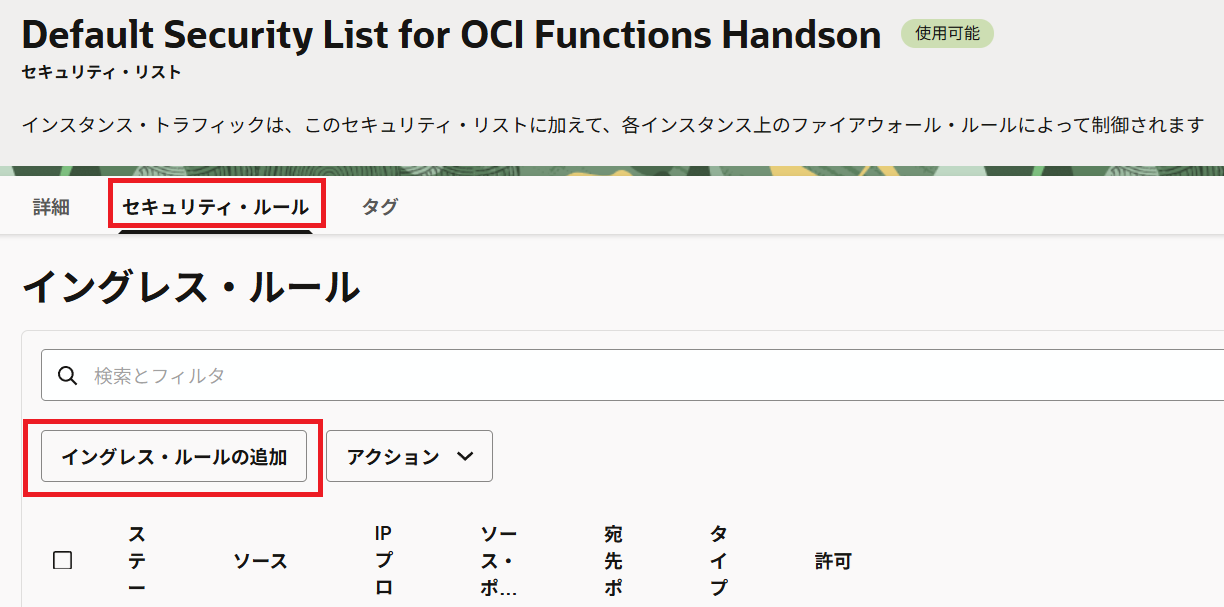 Default Security List for OCI Functions Handson 使用可能
セキュリティ・リスト
インスタンス・トラフィックは、このセキュリティ・リストに加えて、各インスタンス上のファイアウォール・ルールによって制御されます
詳細 セキュリティ・ルール タグ
イングレス・ルール
検索とフィルタ
イングレス・ルールの追加 アクション
ステー ソース IPプロ ソース・ポ... 宛先ポ タイプ 許可